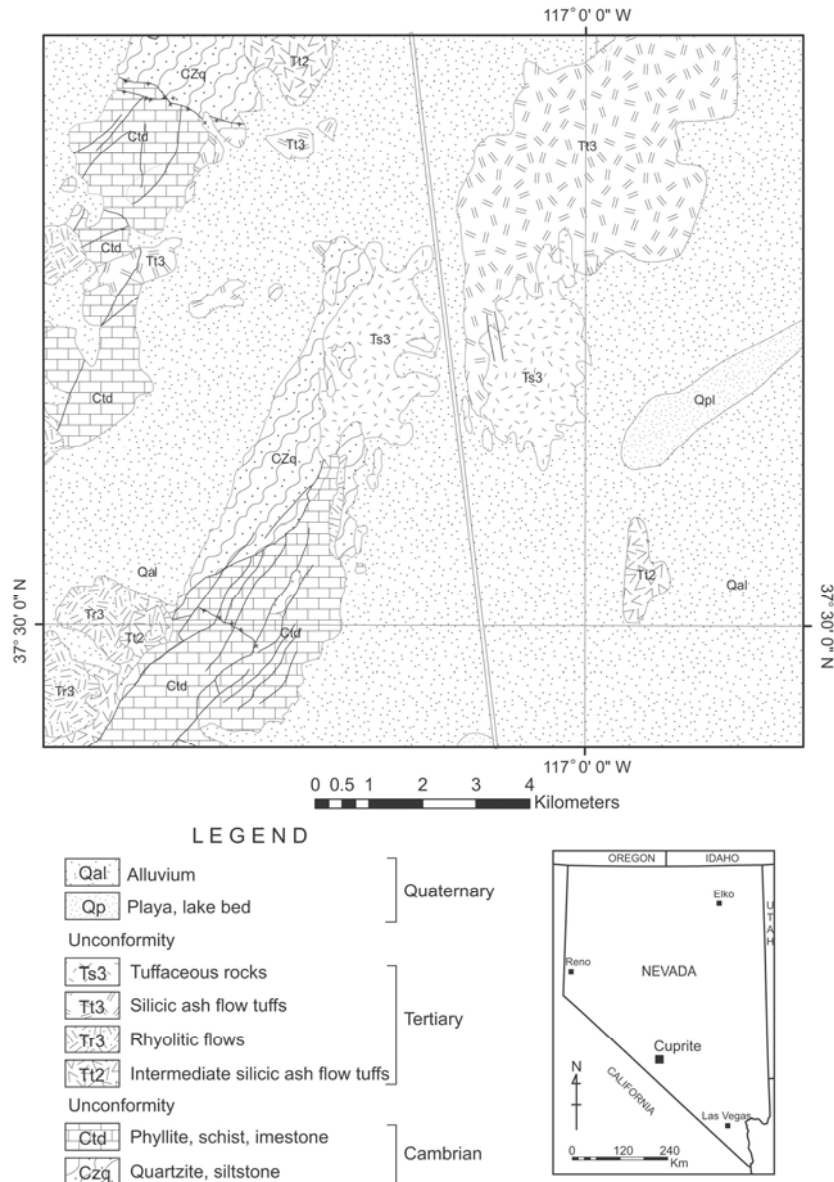 117° 0' 0" W
CZq
Tt2
Ctd
Tt3
Tt3
Ctd
Tt3
Ts3
Ts3
Ctd
Qpl
CZq
Qal
Tt2
Qal
Tr3
37° 30' 0" N
37° 30' 0" N
Tt2
Ctd
Ctd
Tr3
117° 0' 0" W
0 0.5 1 2 3 4
Kilometers
LEGEND
Qal Alluvium
Quaternary
Qp Playa, lake bed
Unconformity
Ts3 Tuffaceous rocks
Tt3 Silicic ash flow tuffs
Tertiary
Tr3 Rhyolitic flows
Tt2 Intermediate silicic ash flow tuffs
Unconformity
Ctd Phyllite, schist, imestone
Cambrian
Czq Quartzite, siltstone
OREGON IDAHO
Elko
UTAH
Reno
NEVADA
Cuprite
N
CALIFORNIA
Las Vegas
0 120 240
Km